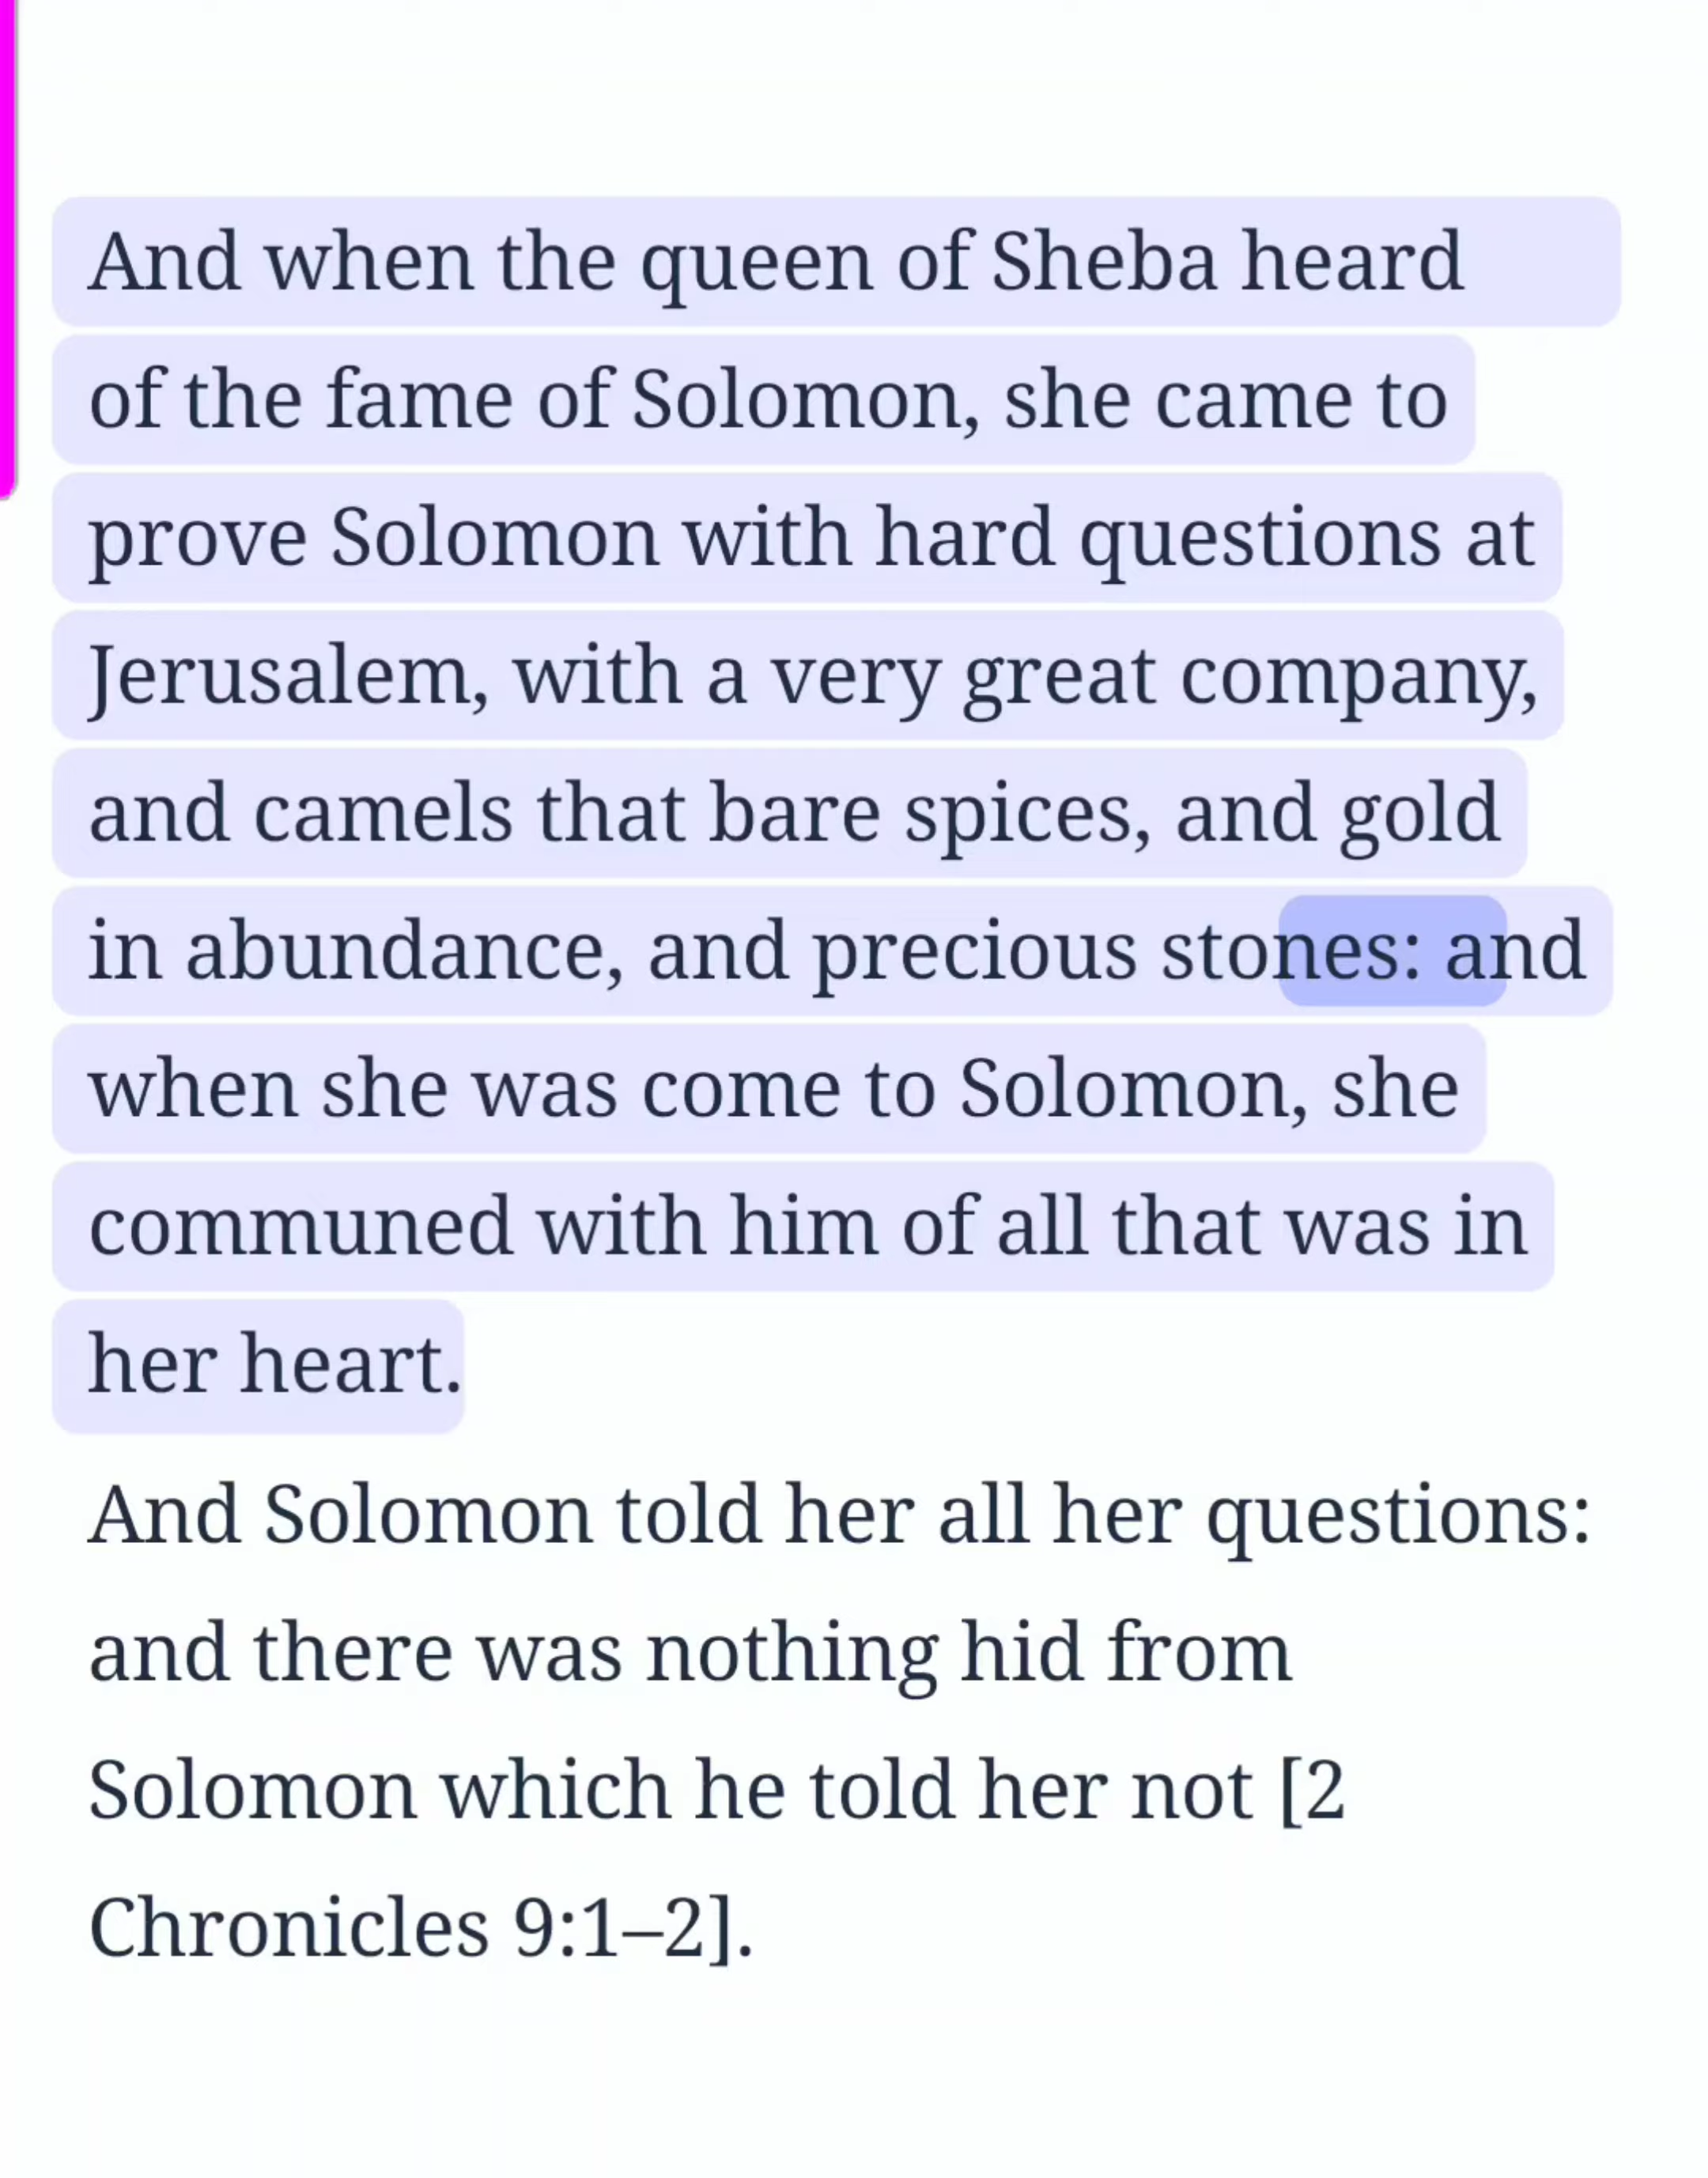 And when the queen of Sheba heard
of the fame of Solomon, she came to
prove Solomon with hard questions at
Jerusalem, with a very great company,
and camels that bare spices, and gold
in abundance, and precious stones: and
when she was come to Solomon, she
communed with him of all that was in
her heart.
And Solomon told her all her questions:
and there was nothing hid from
Solomon which he told her not [2
Chronicles 9:1–2].